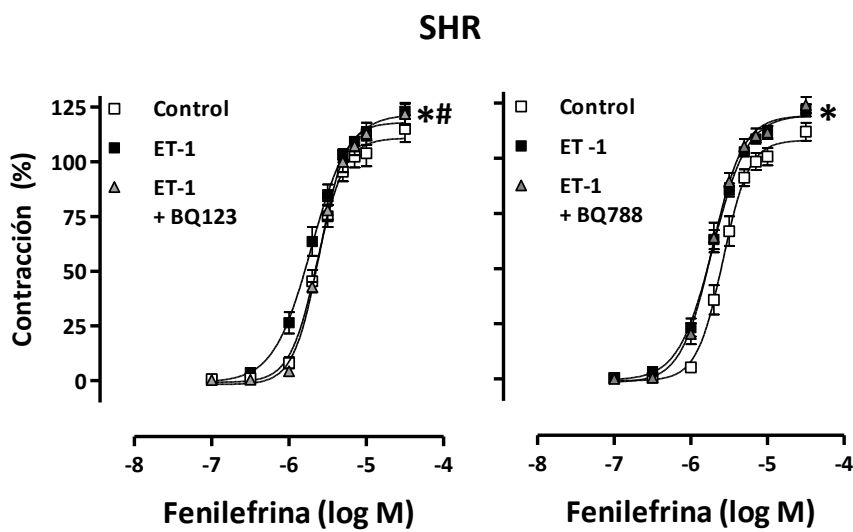 SHR
Control
ET-1
ET-1
+ BQ123
*#
Contracción (%)
125
100
75
50
25
0
-8
-7
-6
-5
-4
Fenilefrina (log M)
Control
ET -1
ET-1
+ BQ788
*
-8
-7
-6
-5
-4
Fenilefrina (log M)